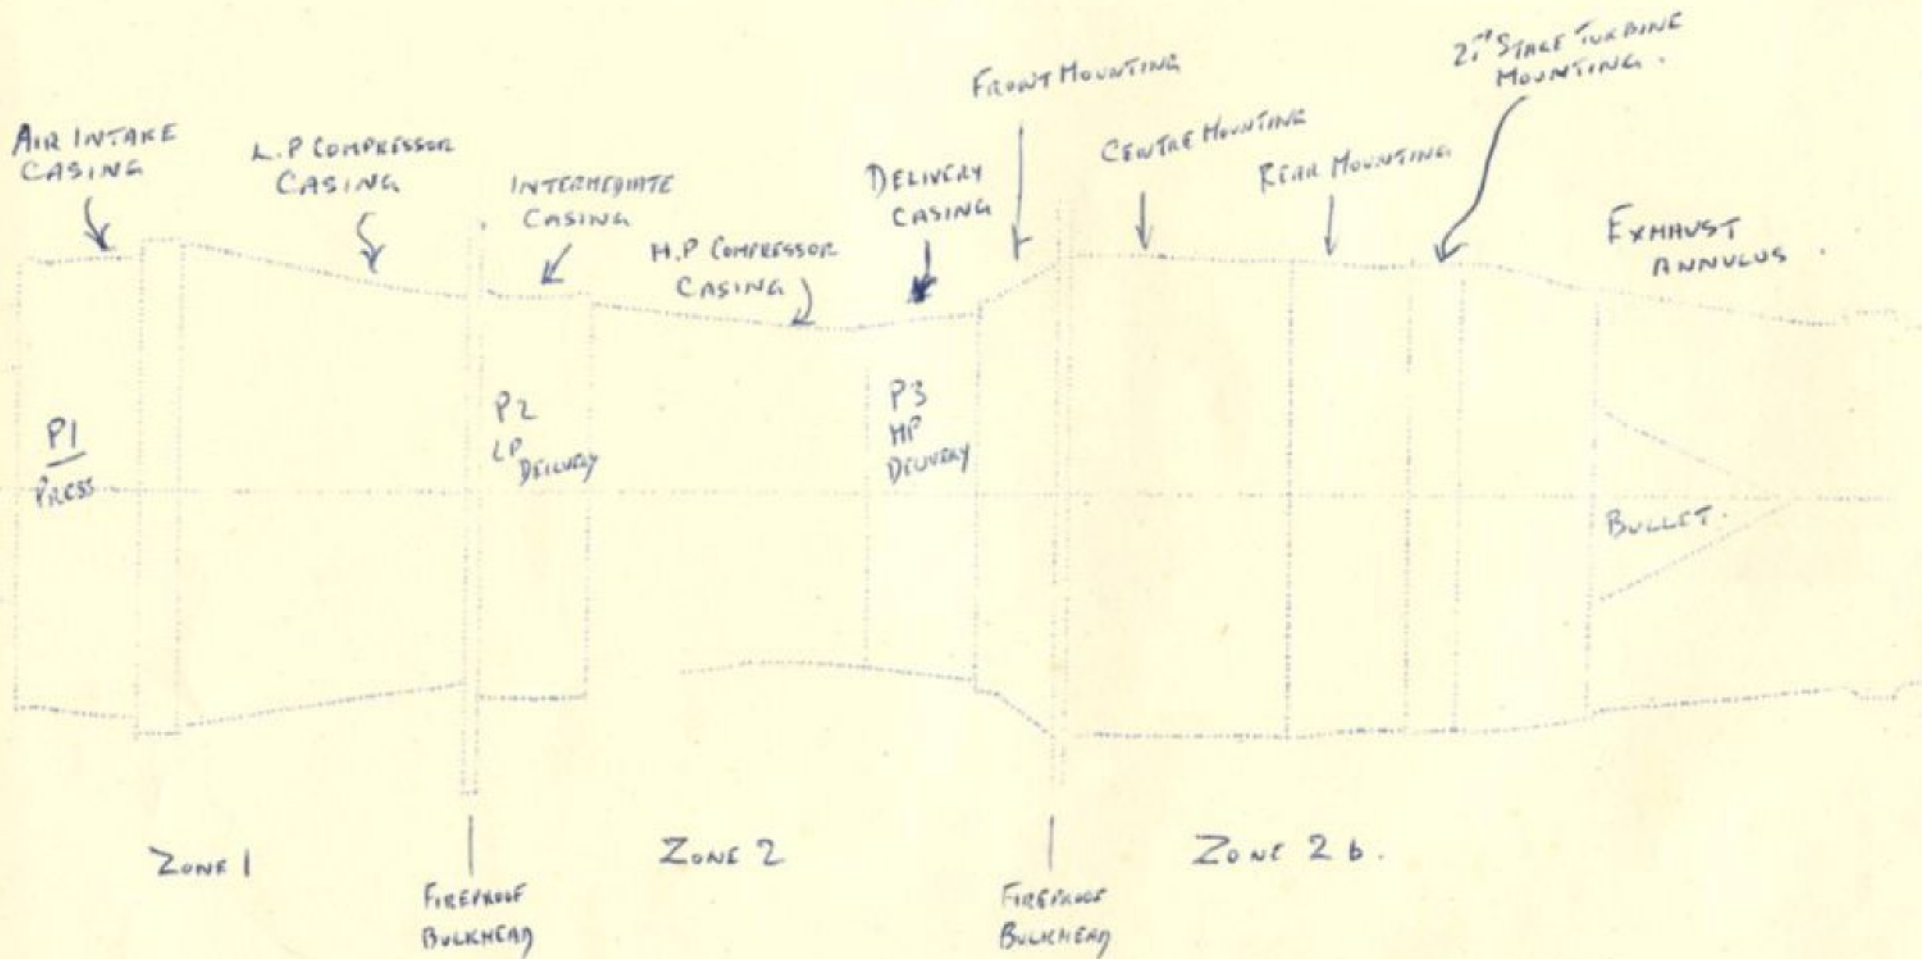 AIR INTAKE
CASING
L.P COMPRESSOR
CASING
INTERMEDIATE
CASING
H.P COMPRESSOR
CASING
DELIVERY
CASING
FRONT MOUNTING
CENTRE MOUNTING
REAR MOUNTING
STAGE TURBINE
MOUNTING.
EXHAUST
ANNULUS.
P1
PRESS
P2
LP
DELIVERY
P3
HP
DELIVERY
BULLET.
ZONE 1
ZONE 2
ZONE 2 b.
FIREPROOF
BULKHEAD
FIREPROOF
BULKHEAD